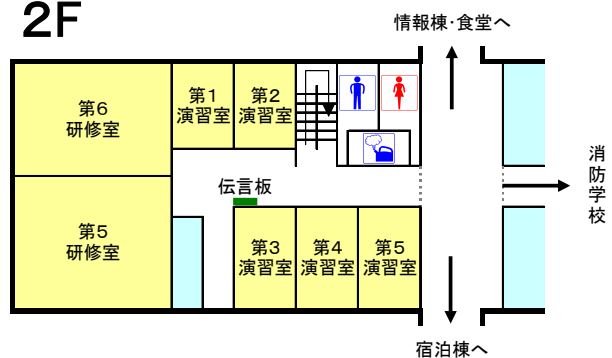 2F
情報棟・食堂へ
第6
研修室
第1
演習室
第2
演習室
消防学校
伝言板
第5
研修室
第3
演習室
第4
演習室
第5
演習室
宿泊棟へ